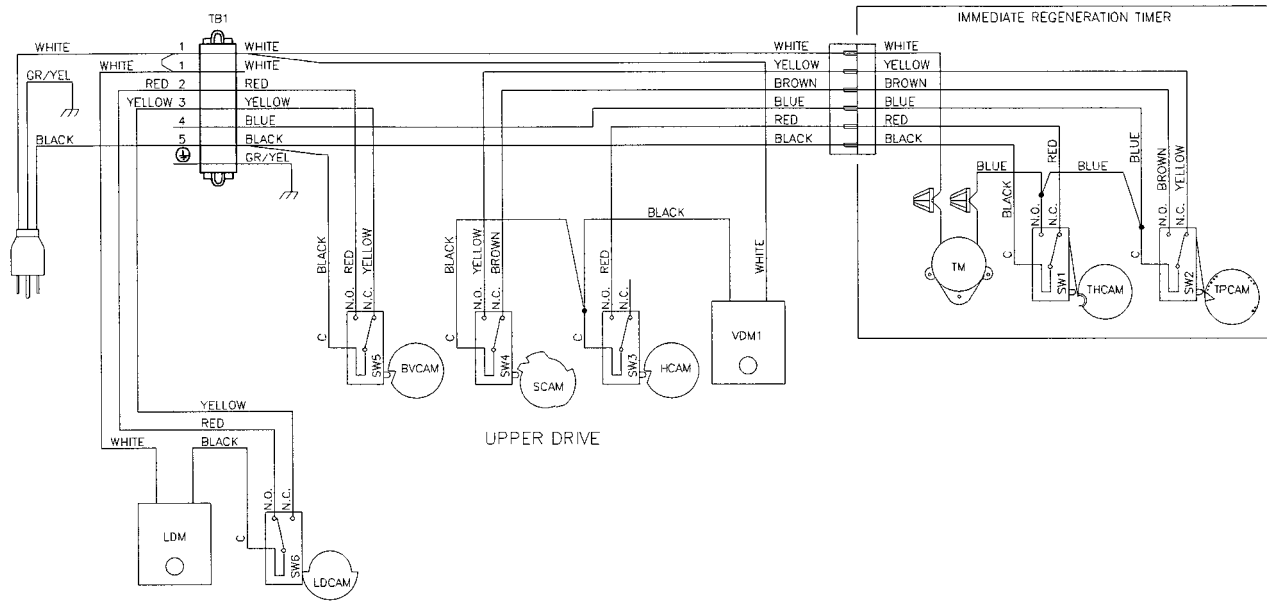 TB1
IMMEDIATE REGENERATION TIMER
WHITE 1 WHITE WHITE WHITE
WHITE 1 WHITE YELLOW YELLOW
GR/YEL RED 2 RED BROWN BROWN
YELLOW 3 YELLOW BLUE BLUE
4 BLUE RED RED
BLACK 5 BLACK BLACK BLACK
GR/YEL
BLUE RED BLUE BLUE BROWN YELLOW
BLACK N.O. N.C. N.O. N.C.
BLACK
BLACK RED YELLOW BLACK YELLOW BROWN RED WHITE
C TM C
SW1 THCAM SW2 TPCAM
N.O. N.C. N.O. N.C. N.O. N.C.
C C C VDM1
SW5 BVCAM SW4 SCAM SW3 HCAM
YELLOW
RED
UPPER DRIVE
WHITE BLACK
N.O. N.C.
LDM C
SW6 LDCAM